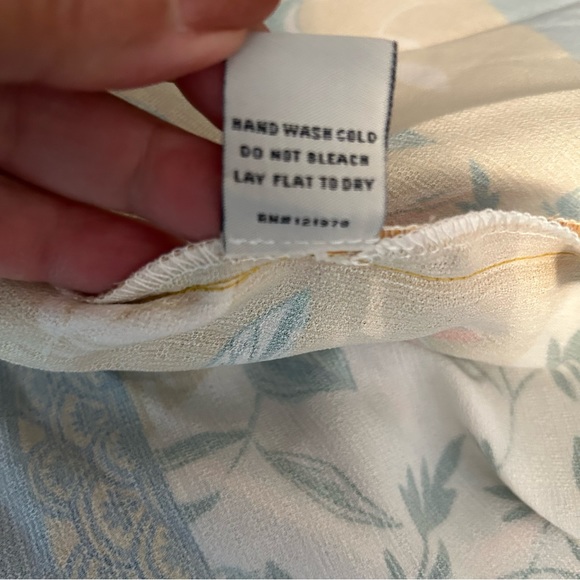 HAND WASH COLD
DO NOT BLEACH
LAY FLAT TO DRY
RN#121970